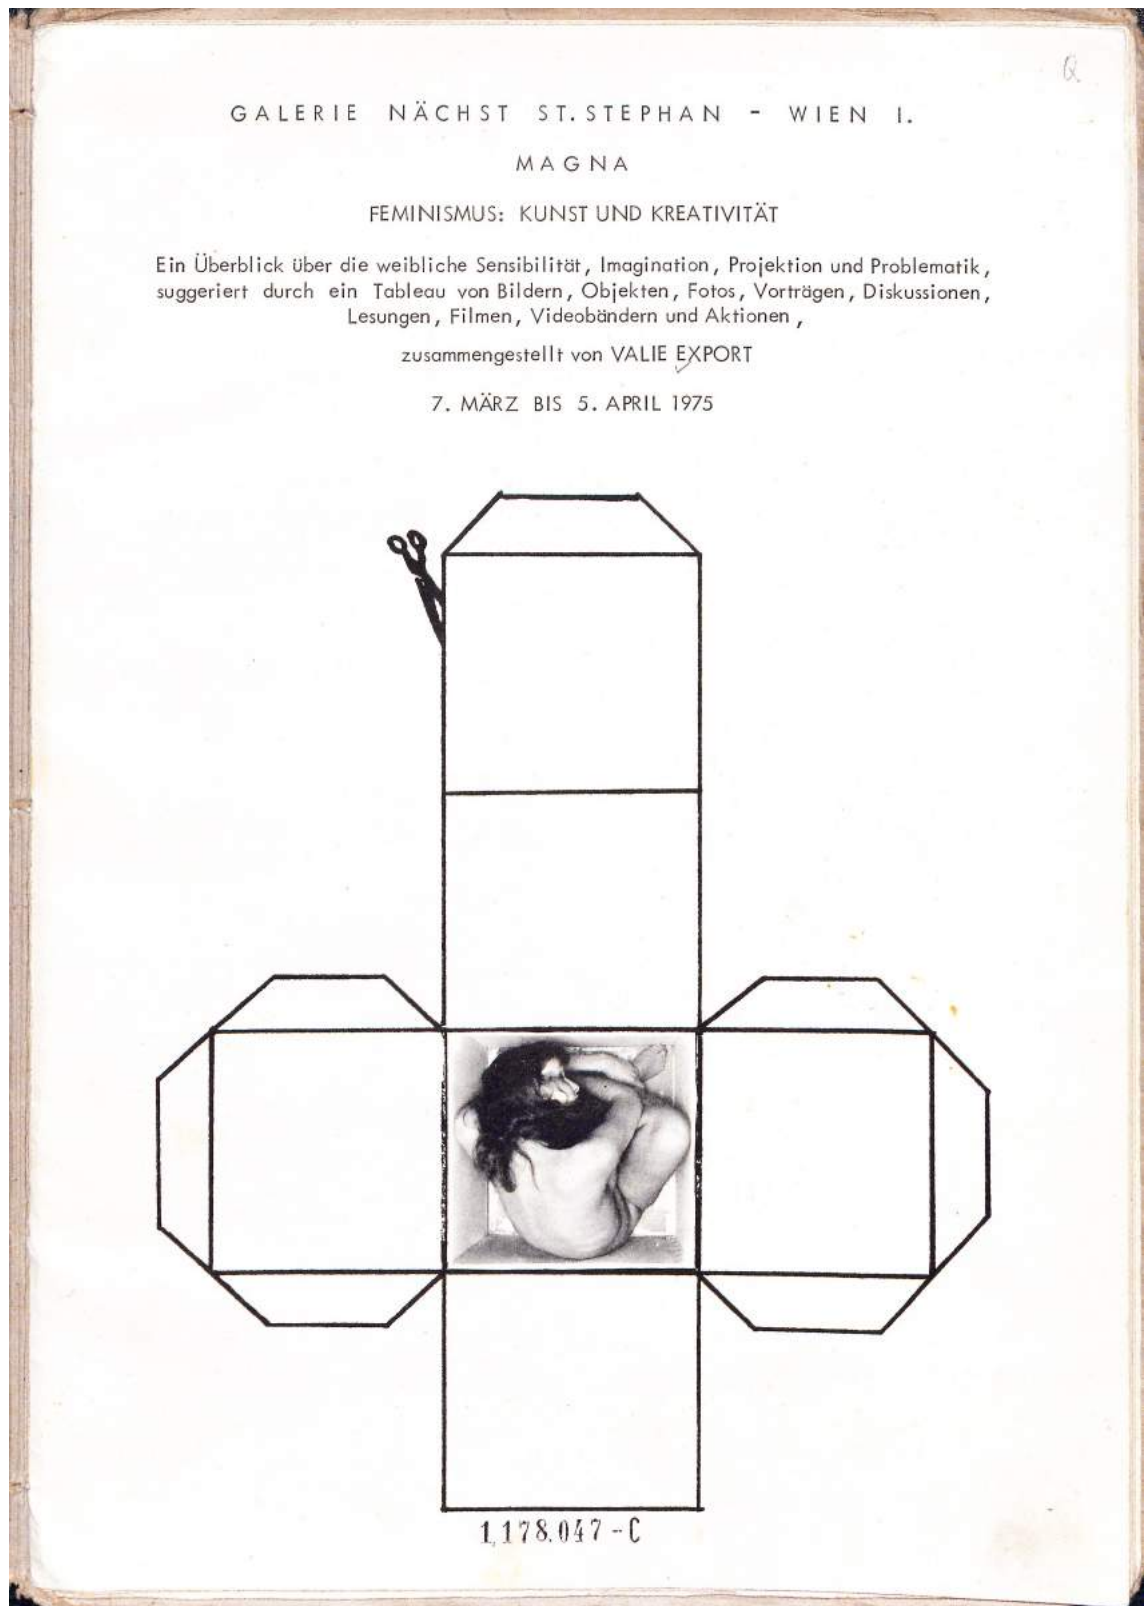 Q
GALERIE NÄCHST ST. STEPHAN - WIEN I.
MAGNA
FEMINISMUS: KUNST UND KREATIVITÄT
Ein Überblick über die weibliche Sensibilität, Imagination, Projektion und Problematik,
suggeriert durch ein Tableau von Bildern, Objekten, Fotos, Vorträgen, Diskussionen,
Lesungen, Filmen, Videobändern und Aktionen,
zusammengestellt von VALIE EXPORT
7. MÄRZ BIS 5. APRIL 1975
1,178.047-C